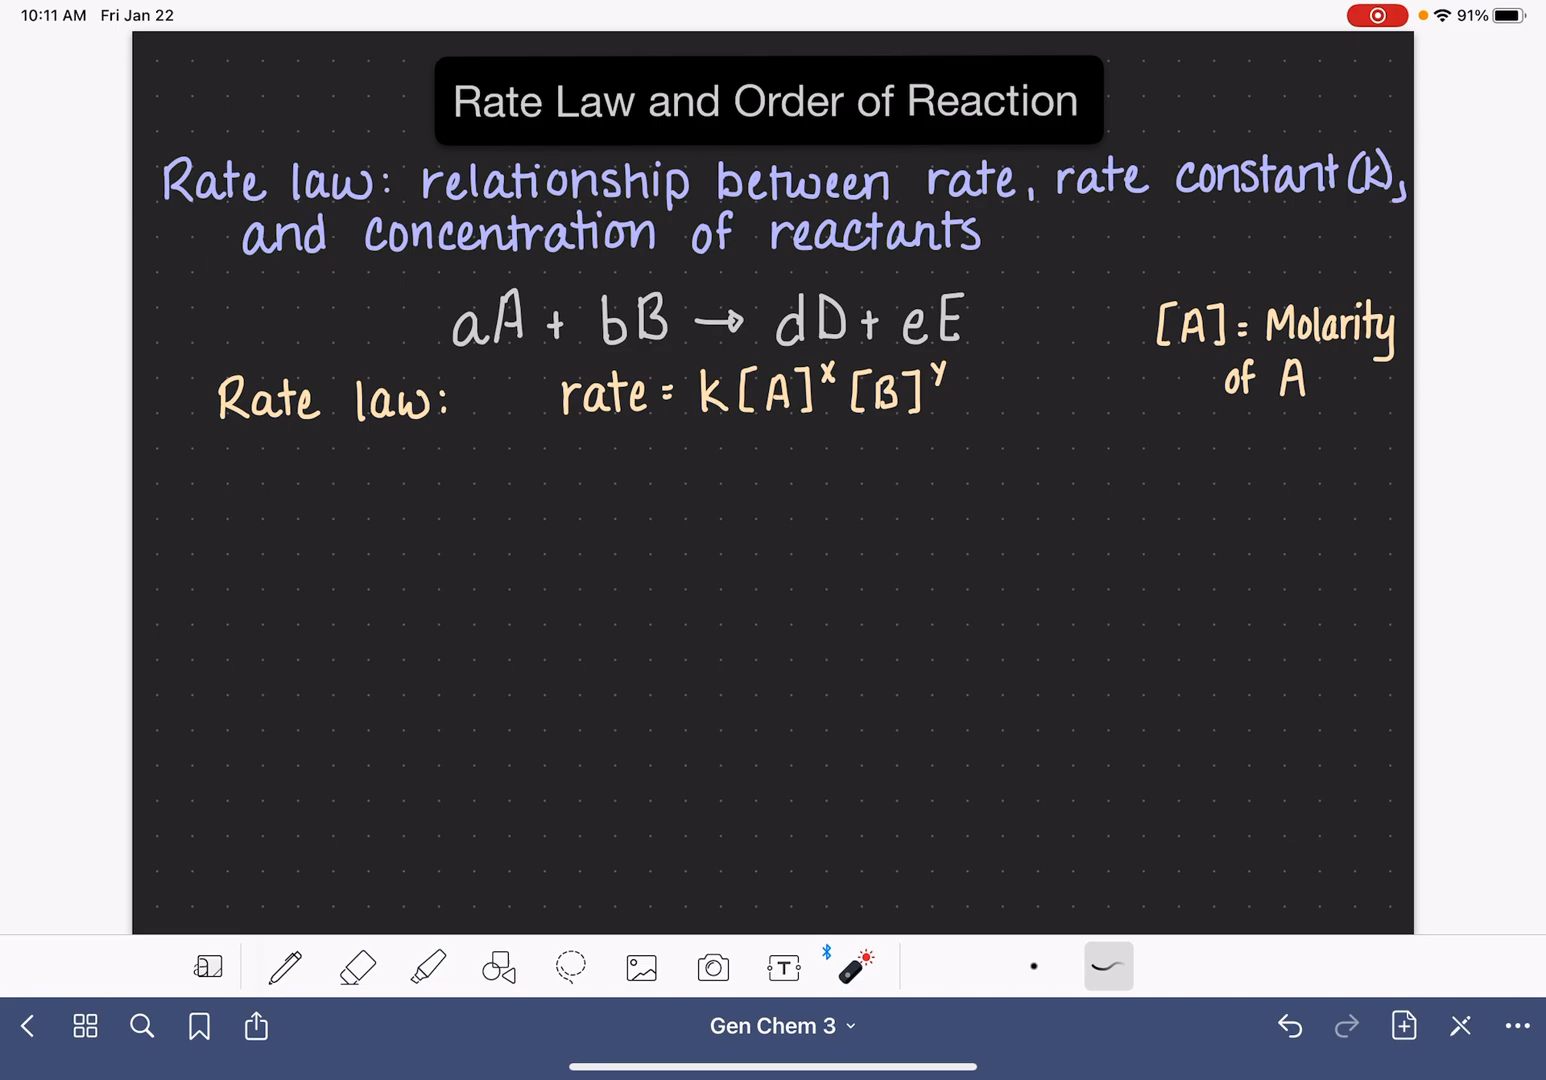 10:11 AM Fri Jan 22
91%
Rate Law and Order of Reaction
Rate law: relationship between rate, rate constant (k),
and concentration of reactants
aA + bB → dD + eE
[A] = Molarity
of A
Rate law: rate = k[A]ˣ [B]ʸ
T
Gen Chem 3